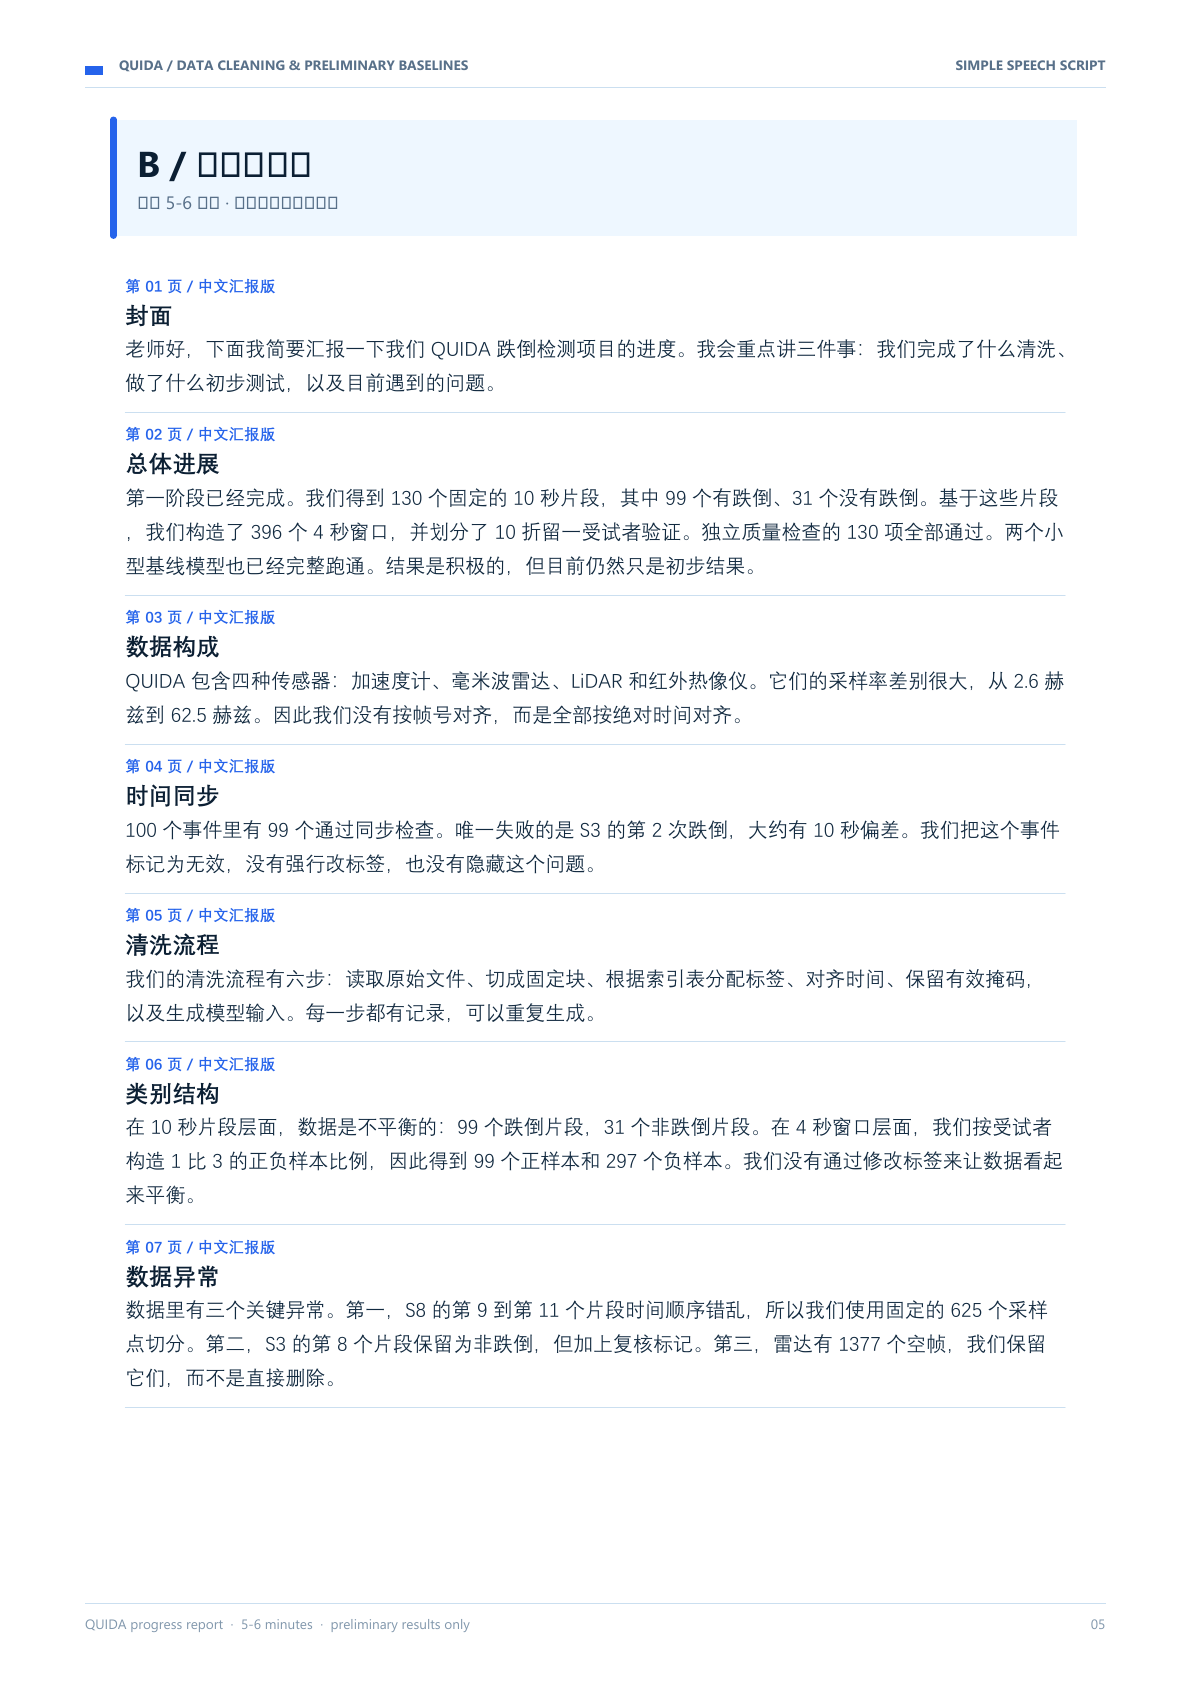 QUIDA / DATA CLEANING & PRELIMINARY BASELINES
SIMPLE SPEECH SCRIPT
B /
5-6 ·
第 01 页 / 中文汇报版
封面
老师好，下面我简要汇报一下我们 QUIDA 跌倒检测项目的进度。我会重点讲三件事：我们完成了什么清洗、
做了什么初步测试，以及目前遇到的问题。
第 02 页 / 中文汇报版
总体进展
第一阶段已经完成。我们得到 130 个固定的 10 秒片段，其中 99 个有跌倒、31 个没有跌倒。基于这些片段
，我们构造了 396 个 4 秒窗口，并划分了 10 折留一受试者验证。独立质量检查的 130 项全部通过。两个小
型基线模型也已经完整跑通。结果是积极的，但目前仍然只是初步结果。
第 03 页 / 中文汇报版
数据构成
QUIDA 包含四种传感器：加速度计、毫米波雷达、LiDAR 和红外热像仪。它们的采样率差别很大，从 2.6 赫
兹到 62.5 赫兹。因此我们没有按帧号对齐，而是全部按绝对时间对齐。
第 04 页 / 中文汇报版
时间同步
100 个事件里有 99 个通过同步检查。唯一失败的是 S3 的第 2 次跌倒，大约有 10 秒偏差。我们把这个事件
标记为无效，没有强行改标签，也没有隐藏这个问题。
第 05 页 / 中文汇报版
清洗流程
我们的清洗流程有六步：读取原始文件、切成固定块、根据索引表分配标签、对齐时间、保留有效掩码，
以及生成模型输入。每一步都有记录，可以重复生成。
第 06 页 / 中文汇报版
类别结构
在 10 秒片段层面，数据是不平衡的：99 个跌倒片段，31 个非跌倒片段。在 4 秒窗口层面，我们按受试者
构造 1 比 3 的正负样本比例，因此得到 99 个正样本和 297 个负样本。我们没有通过修改标签来让数据看起
来平衡。
第 07 页 / 中文汇报版
数据异常
数据里有三个关键异常。第一，S8 的第 9 到第 11 个片段时间顺序错乱，所以我们使用固定的 625 个采样
点切分。第二，S3 的第 8 个片段保留为非跌倒，但加上复核标记。第三，雷达有 1377 个空帧，我们保留
它们，而不是直接删除。
QUIDA progress report · 5-6 minutes · preliminary results only
05